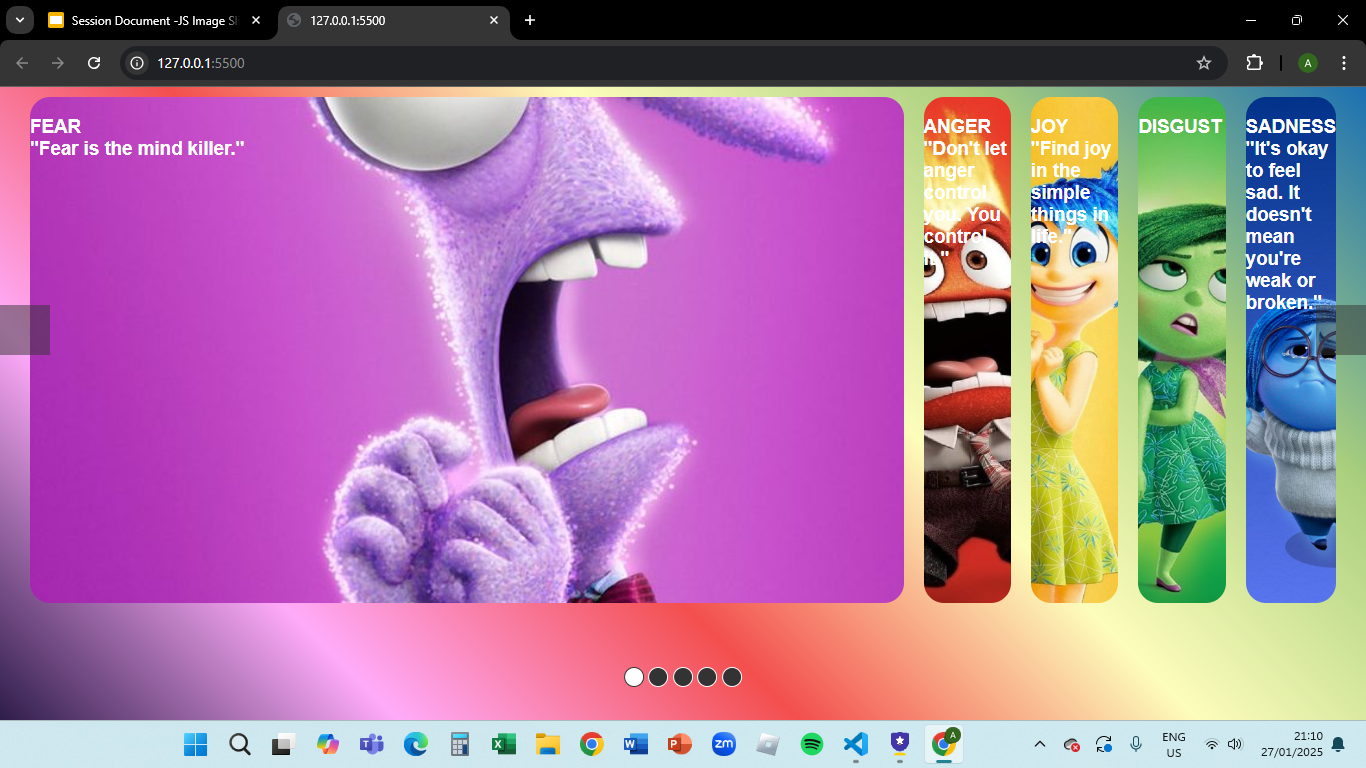 Session Document -JS Image Sl
127.0.0.1:5500
127.0.0.1:5500
A
FEAR
"Fear is the mind killer."
ANGER
"Don't let
anger
control
you. You
control
it."
JOY
"Find joy
in the
simple
things in
life."
DISGUST
SADNESS
"It's okay
to feel
sad. It
doesn't
mean
you're
weak or
broken."
zm
A
ENG
US
21:10
27/01/2025